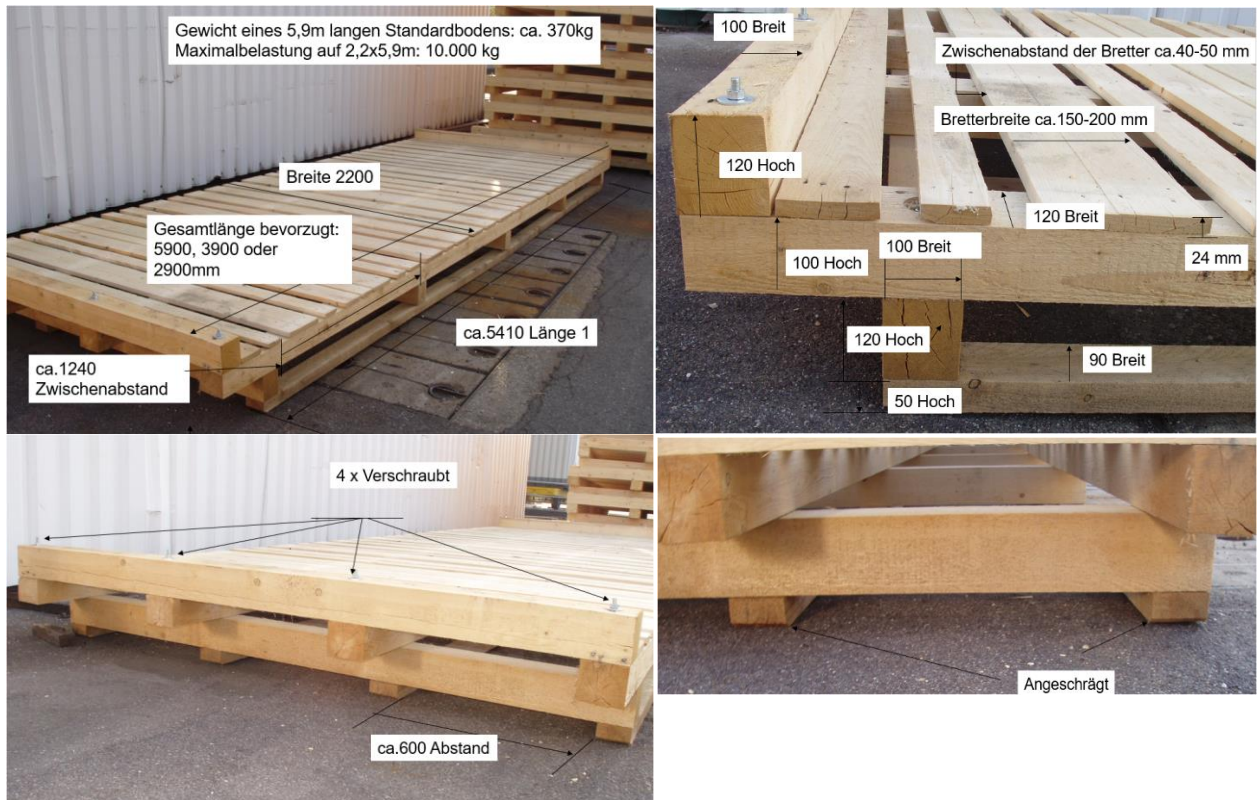 Gewicht eines 5,9m langen Standardbodens: ca. 370kg
Maximalbelastung auf 2,2x5,9m: 10.000 kg
Breite 2200
Gesamtlänge bevorzugt:
5900, 3900 oder
2900mm
ca.5410 Länge 1
ca.1240
Zwischenabstand
100 Breit
Zwischenabstand der Bretter ca.40-50 mm
Bretterbreite ca.150-200 mm
120 Hoch
120 Breit
100 Breit
100 Hoch
24 mm
120 Hoch
90 Breit
50 Hoch
4 x Verschraubt
ca.600 Abstand
Angeschrägt